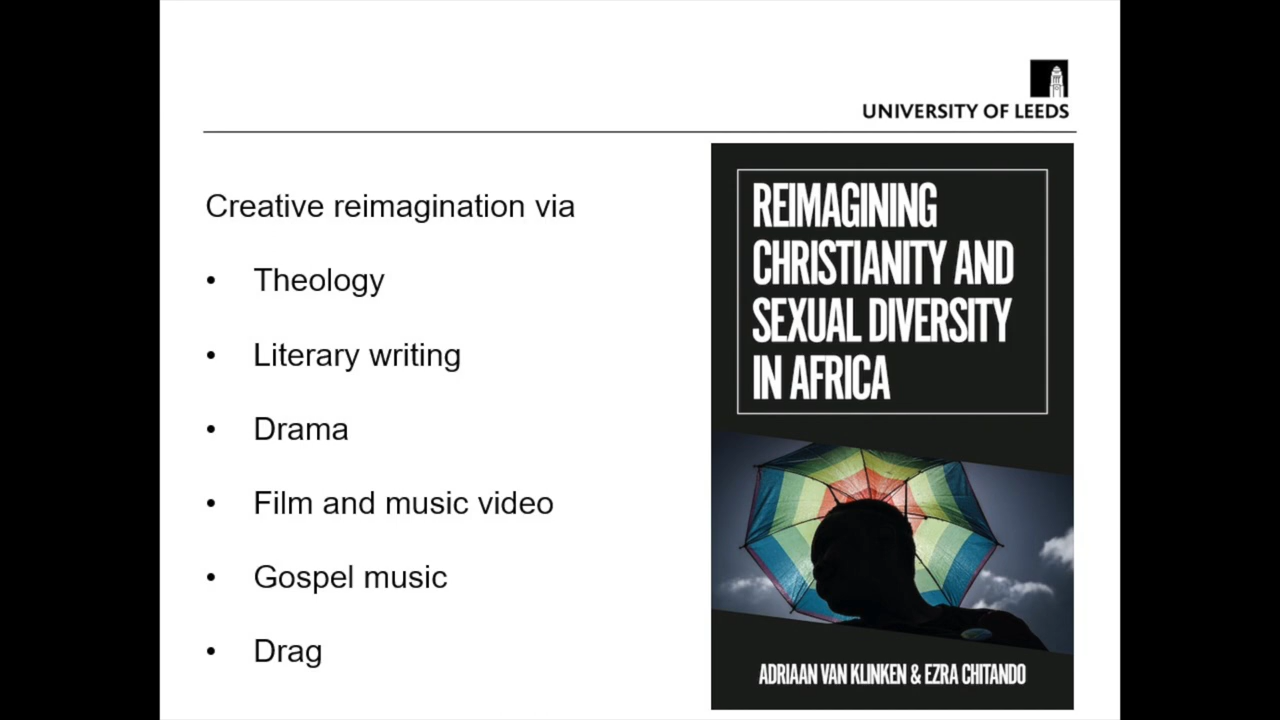 UNIVERSITY OF LEEDS
Creative reimagination via
• Theology
• Literary writing
• Drama
• Film and music video
• Gospel music
• Drag
REIMAGINING
CHRISTIANITY AND
SEXUAL DIVERSITY
IN AFRICA
ADRIAAN VAN KLINKEN & EZRA CHITANDO